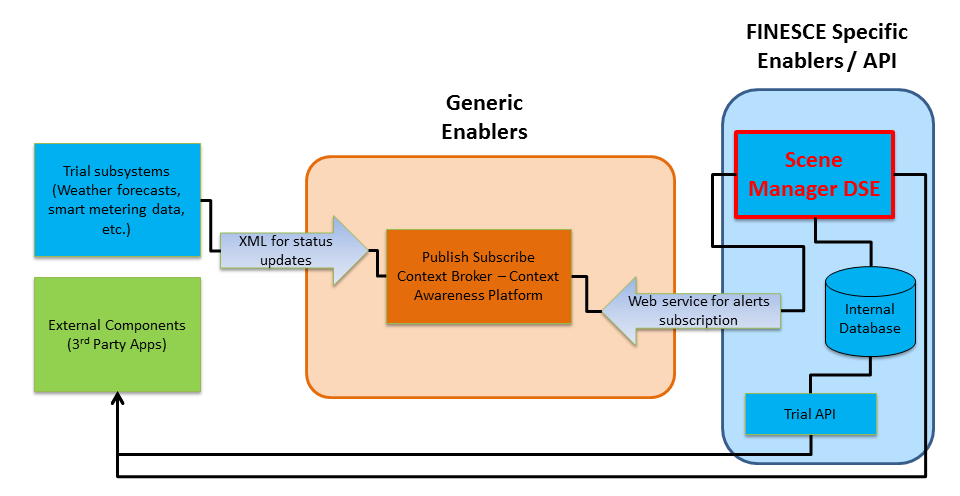 FINESCE Specific
Enablers / API
Generic
Enablers
Trial subsystems
(Weather forecasts,
smart metering data,
etc.)
XML for status
updates
Publish Subscribe
Context Broker – Context
Awareness Platform
Scene
Manager DSE
Web service for alerts
subscription
Internal
Database
External Components
(3rd Party Apps)
Trial API